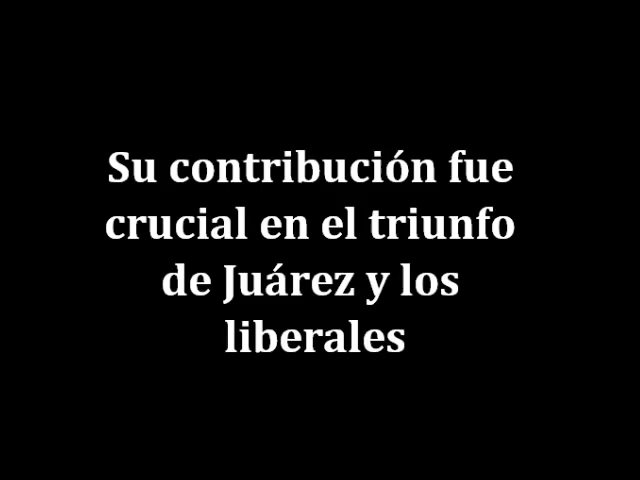 Su contribución fue
crucial en el triunfo
de Juárez y los
liberales